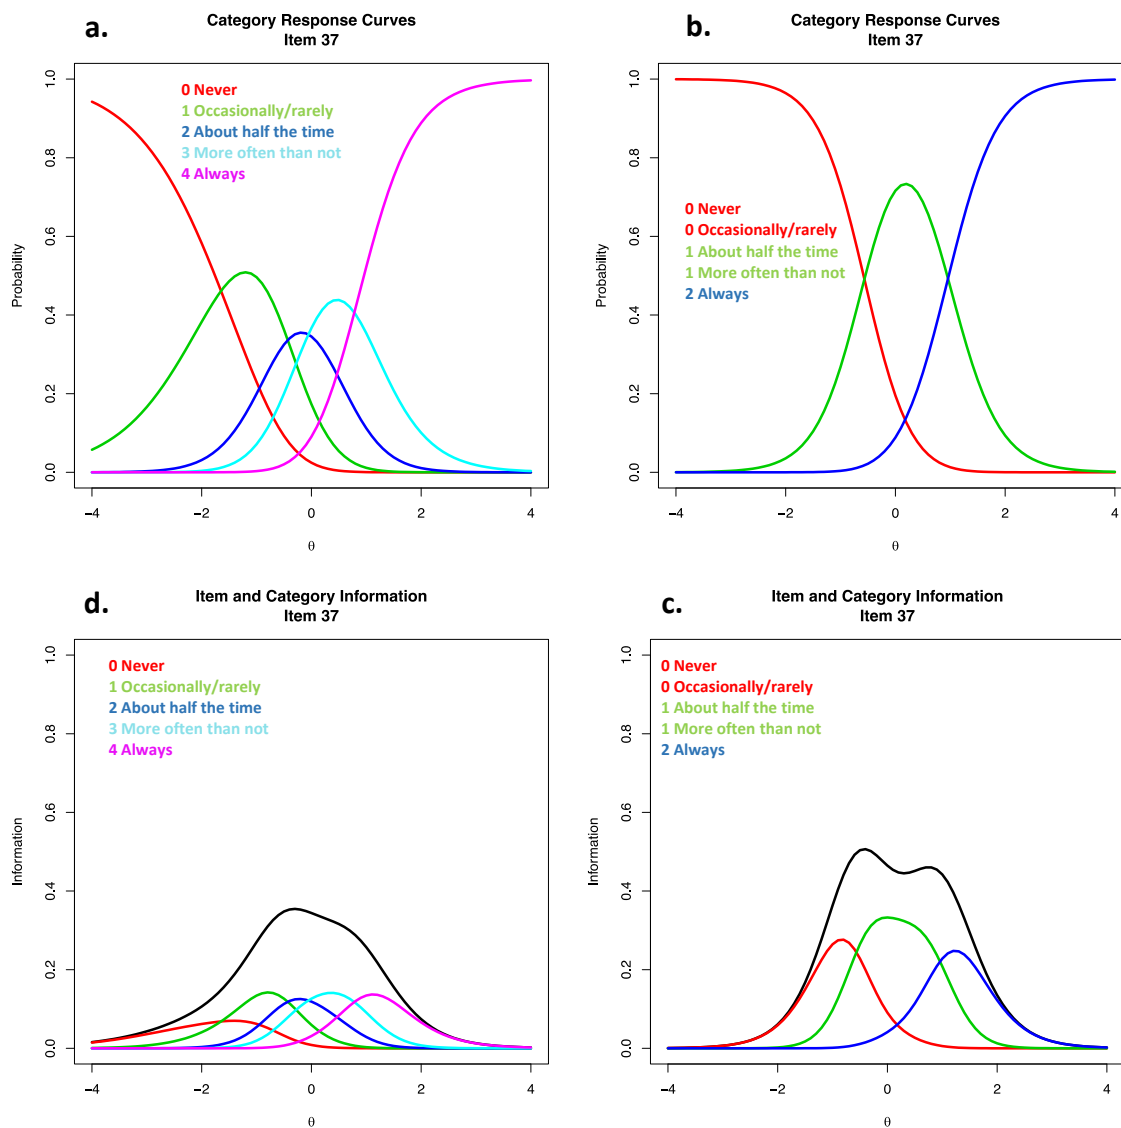 a.
Category Response Curves
Item 37
0 Never
1 Occasionally/rarely
2 About half the time
3 More often than not
4 Always
Probability
0.0
0.2
0.4
0.6
0.8
1.0
−4
−2
0
2
4
θ
b.
Category Response Curves
Item 37
0 Never
0 Occasionally/rarely
1 About half the time
1 More often than not
2 Always
Probability
0.0
0.2
0.4
0.6
0.8
1.0
−4
−2
0
2
4
θ
d.
Item and Category Information
Item 37
0 Never
1 Occasionally/rarely
2 About half the time
3 More often than not
4 Always
Information
0.0
0.2
0.4
0.6
0.8
1.0
−4
−2
0
2
4
θ
c.
Item and Category Information
Item 37
0 Never
0 Occasionally/rarely
1 About half the time
1 More often than not
2 Always
Information
0.0
0.2
0.4
0.6
0.8
1.0
−4
−2
0
2
4
θ